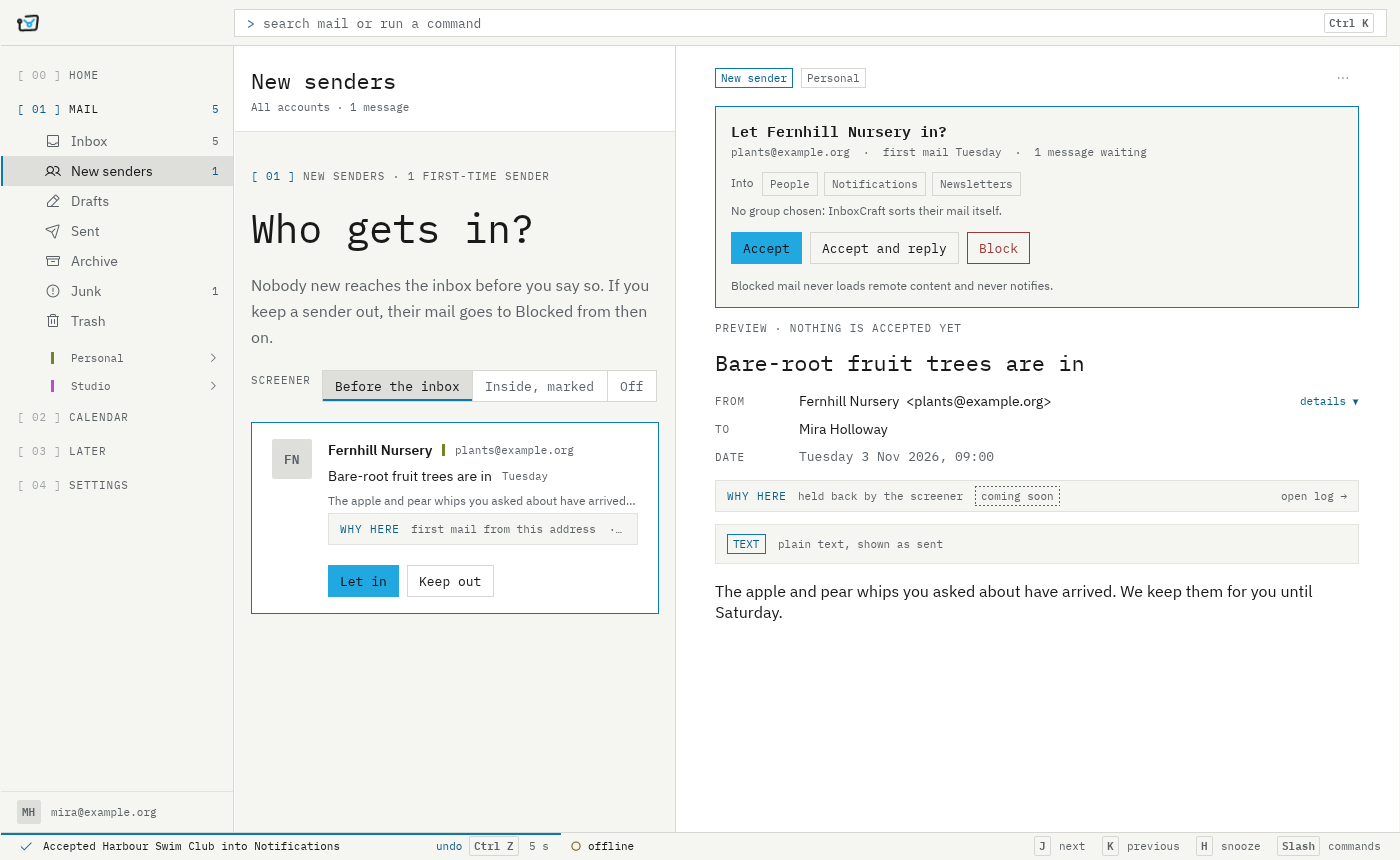 > search mail or run a command
Ctrl K
[ 00 ] HOME
[ 01 ] MAIL 5
Inbox 5
New senders 1
Drafts
Sent
Archive
Junk 1
Trash
Personal
Studio
[ 02 ] CALENDAR
[ 03 ] LATER
[ 04 ] SETTINGS
MH mira@example.org
New senders
All accounts · 1 message
[ 01 ] NEW SENDERS · 1 FIRST-TIME SENDER
Who gets in?
Nobody new reaches the inbox before you say so. If you
keep a sender out, their mail goes to Blocked from then
on.
SCREENER Before the inbox Inside, marked Off
FN
Fernhill Nursery plants@example.org
Bare-root fruit trees are in Tuesday
The apple and pear whips you asked about have arrived…
WHY HERE first mail from this address ·…
Let in Keep out
New sender Personal ···
Let Fernhill Nursery in?
plants@example.org · first mail Tuesday · 1 message waiting
Into People Notifications Newsletters
No group chosen: InboxCraft sorts their mail itself.
Accept Accept and reply Block
Blocked mail never loads remote content and never notifies.
PREVIEW · NOTHING IS ACCEPTED YET
Bare-root fruit trees are in
FROM Fernhill Nursery <plants@example.org> details ▾
TO Mira Holloway
DATE Tuesday 3 Nov 2026, 09:00
WHY HERE held back by the screener coming soon open log →
TEXT plain text, shown as sent
The apple and pear whips you asked about have arrived. We keep them for you until
Saturday.
Accepted Harbour Swim Club into Notifications undo Ctrl Z 5 s offline
J next K previous H snooze Slash commands